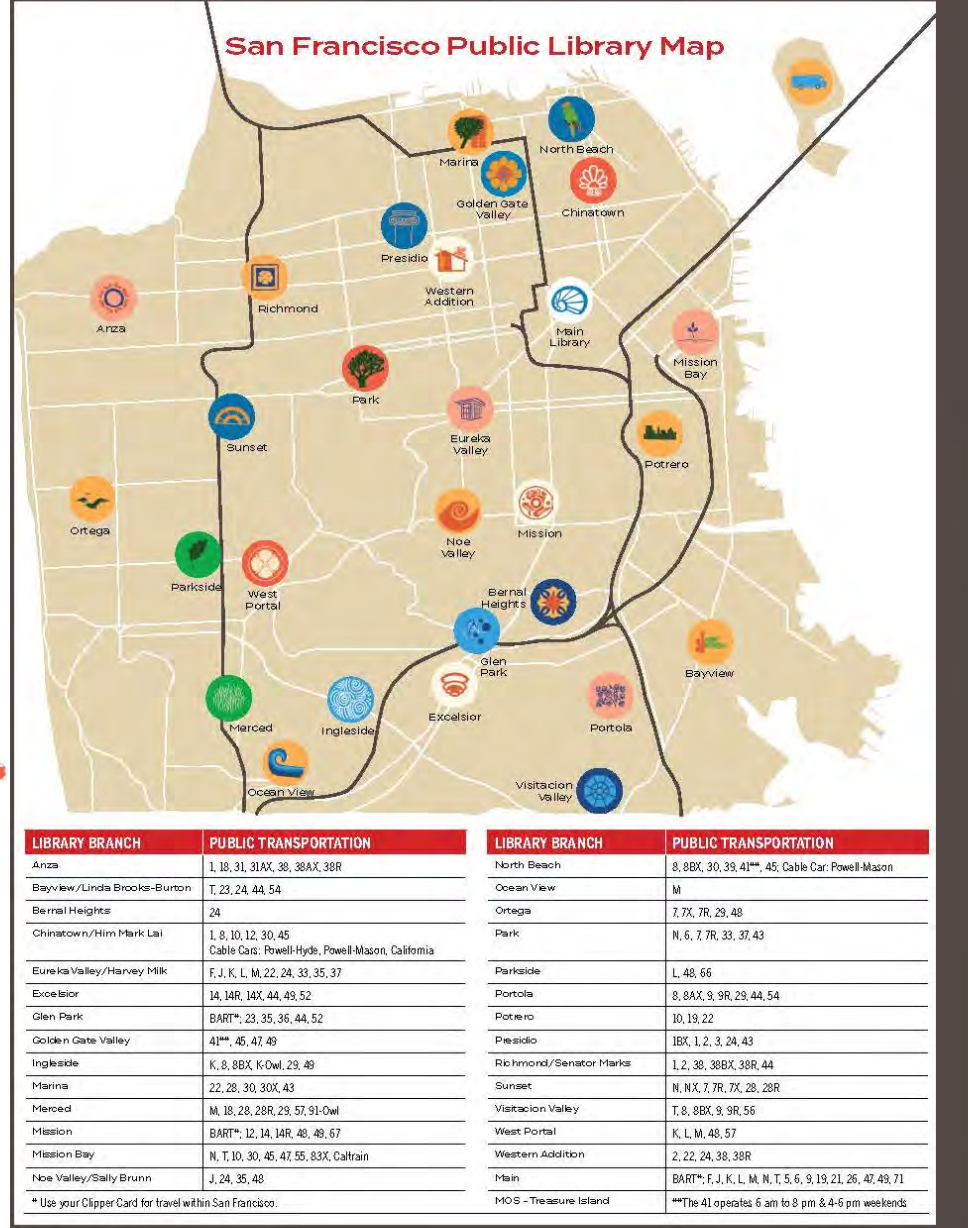 San Francisco Public Library Map
North Beach
Marina
Golden Gate
Valley
Chinatown
Presidio
Western
Addition
Richmond
Anza
Main
Library
Mission
Bay
Park
Sunset
Eureka
Valley
Potrero
Ortega
Noe
Valley
Mission
Parkside
West
Portal
Bernal
Heights
Glen
Park
Bayview
Merced
Ingleside
Excelsior
Portola
Ocean View
Visitacion
Valley
LIBRARY BRANCH PUBLIC TRANSPORTATION
Anza 1, 18, 31, 31AX, 38, 38AX, 38R
Bayview/Linda Brooks-Burton T, 23, 24, 44, 54
Bernal Heights 24
Chinatown/Him Mark Lai 1, 8, 10, 12, 30, 45
Cable Cars: Powell-Hyde, Powell-Mason, California
Eureka Valley/Harvey Milk F, J, K, L, M, 22, 24, 33, 35, 37
Excelsior 14, 14R, 14X, 44, 49, 52
Glen Park BART*; 23, 35, 36, 44, 52
Golden Gate Valley 41**, 45, 47, 49
Ingleside K, 8, 8BX, K-Owl, 29, 49
Marina 22, 28, 30, 30X, 43
Merced M, 18, 28, 28R, 29, 57, 91-Owl
Mission BART*; 12, 14, 14R, 48, 49, 67
Mission Bay N, T, 10, 30, 45, 47, 55, 83X, Caltrain
Noe Valley/Sally Brunn J, 24, 35, 48
* Use your Clipper Card for travel within San Francisco.
LIBRARY BRANCH PUBLIC TRANSPORTATION
North Beach 8, 8BX, 30, 39, 41**, 45; Cable Car: Powell-Mason
Ocean View M
Ortega 7, 7X, 7R, 29, 48
Park N, 6, 7, 7R, 33, 37, 43
Parkside L, 48, 66
Portola 8, 8AX, 9, 9R, 29, 44, 54
Potrero 10, 19, 22
Presidio 1BX, 1, 2, 3, 24, 43
Richmond/Senator Marks 1, 2, 38, 38BX, 38R, 44
Sunset N, NX, 7, 7R, 7X, 28, 28R
Visitacion Valley T, 8, 8BX, 9, 9R, 56
West Portal K, L, M, 48, 57
Western Addition 2, 22, 24, 38, 38R
Main BART*; F, J, K, L, M, N, T, 5, 6, 9, 19, 21, 26, 47, 49, 71
MOS - Treasure Island **The 41 operates 6 am to 8 pm & 4-6 pm weekends